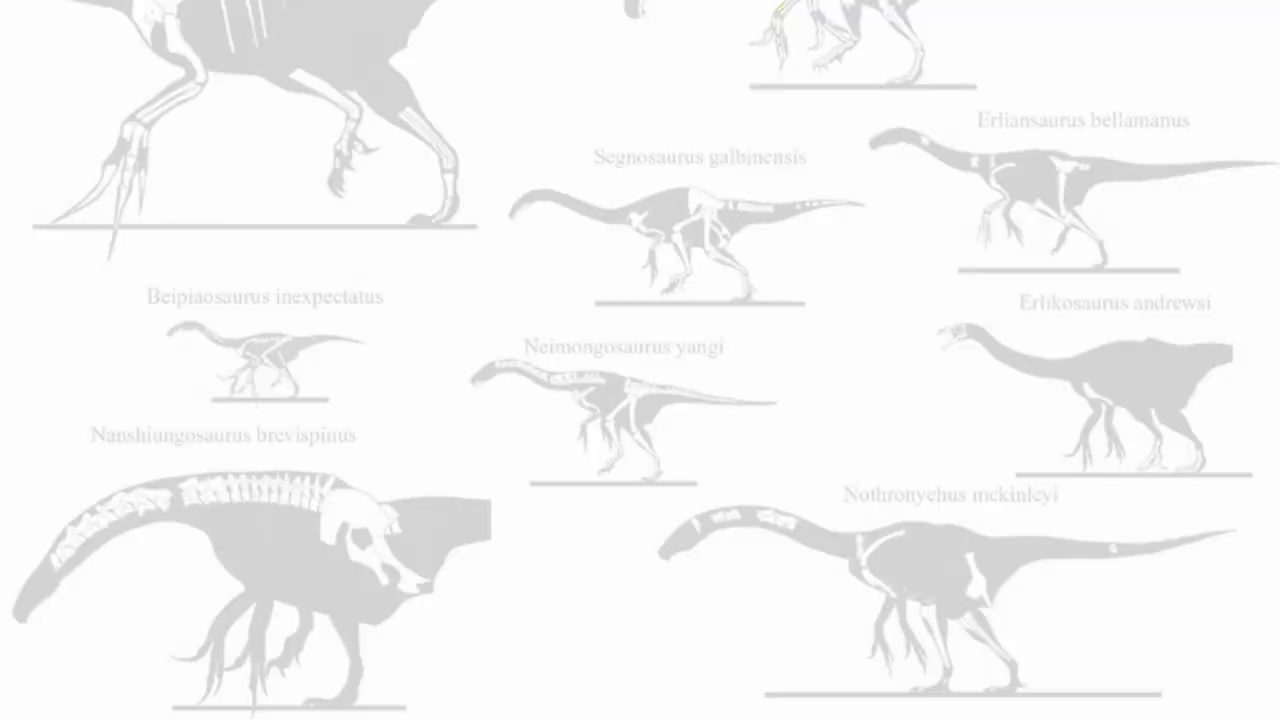 Erliansaurus bellamanus
Segnosaurus galbinensis
Beipiaosaurus inexpectatus
Erlikosaurus andrewsi
Neimongosaurus yangi
Nanshiungosaurus brevispinus
Nothronychus mckinleyi